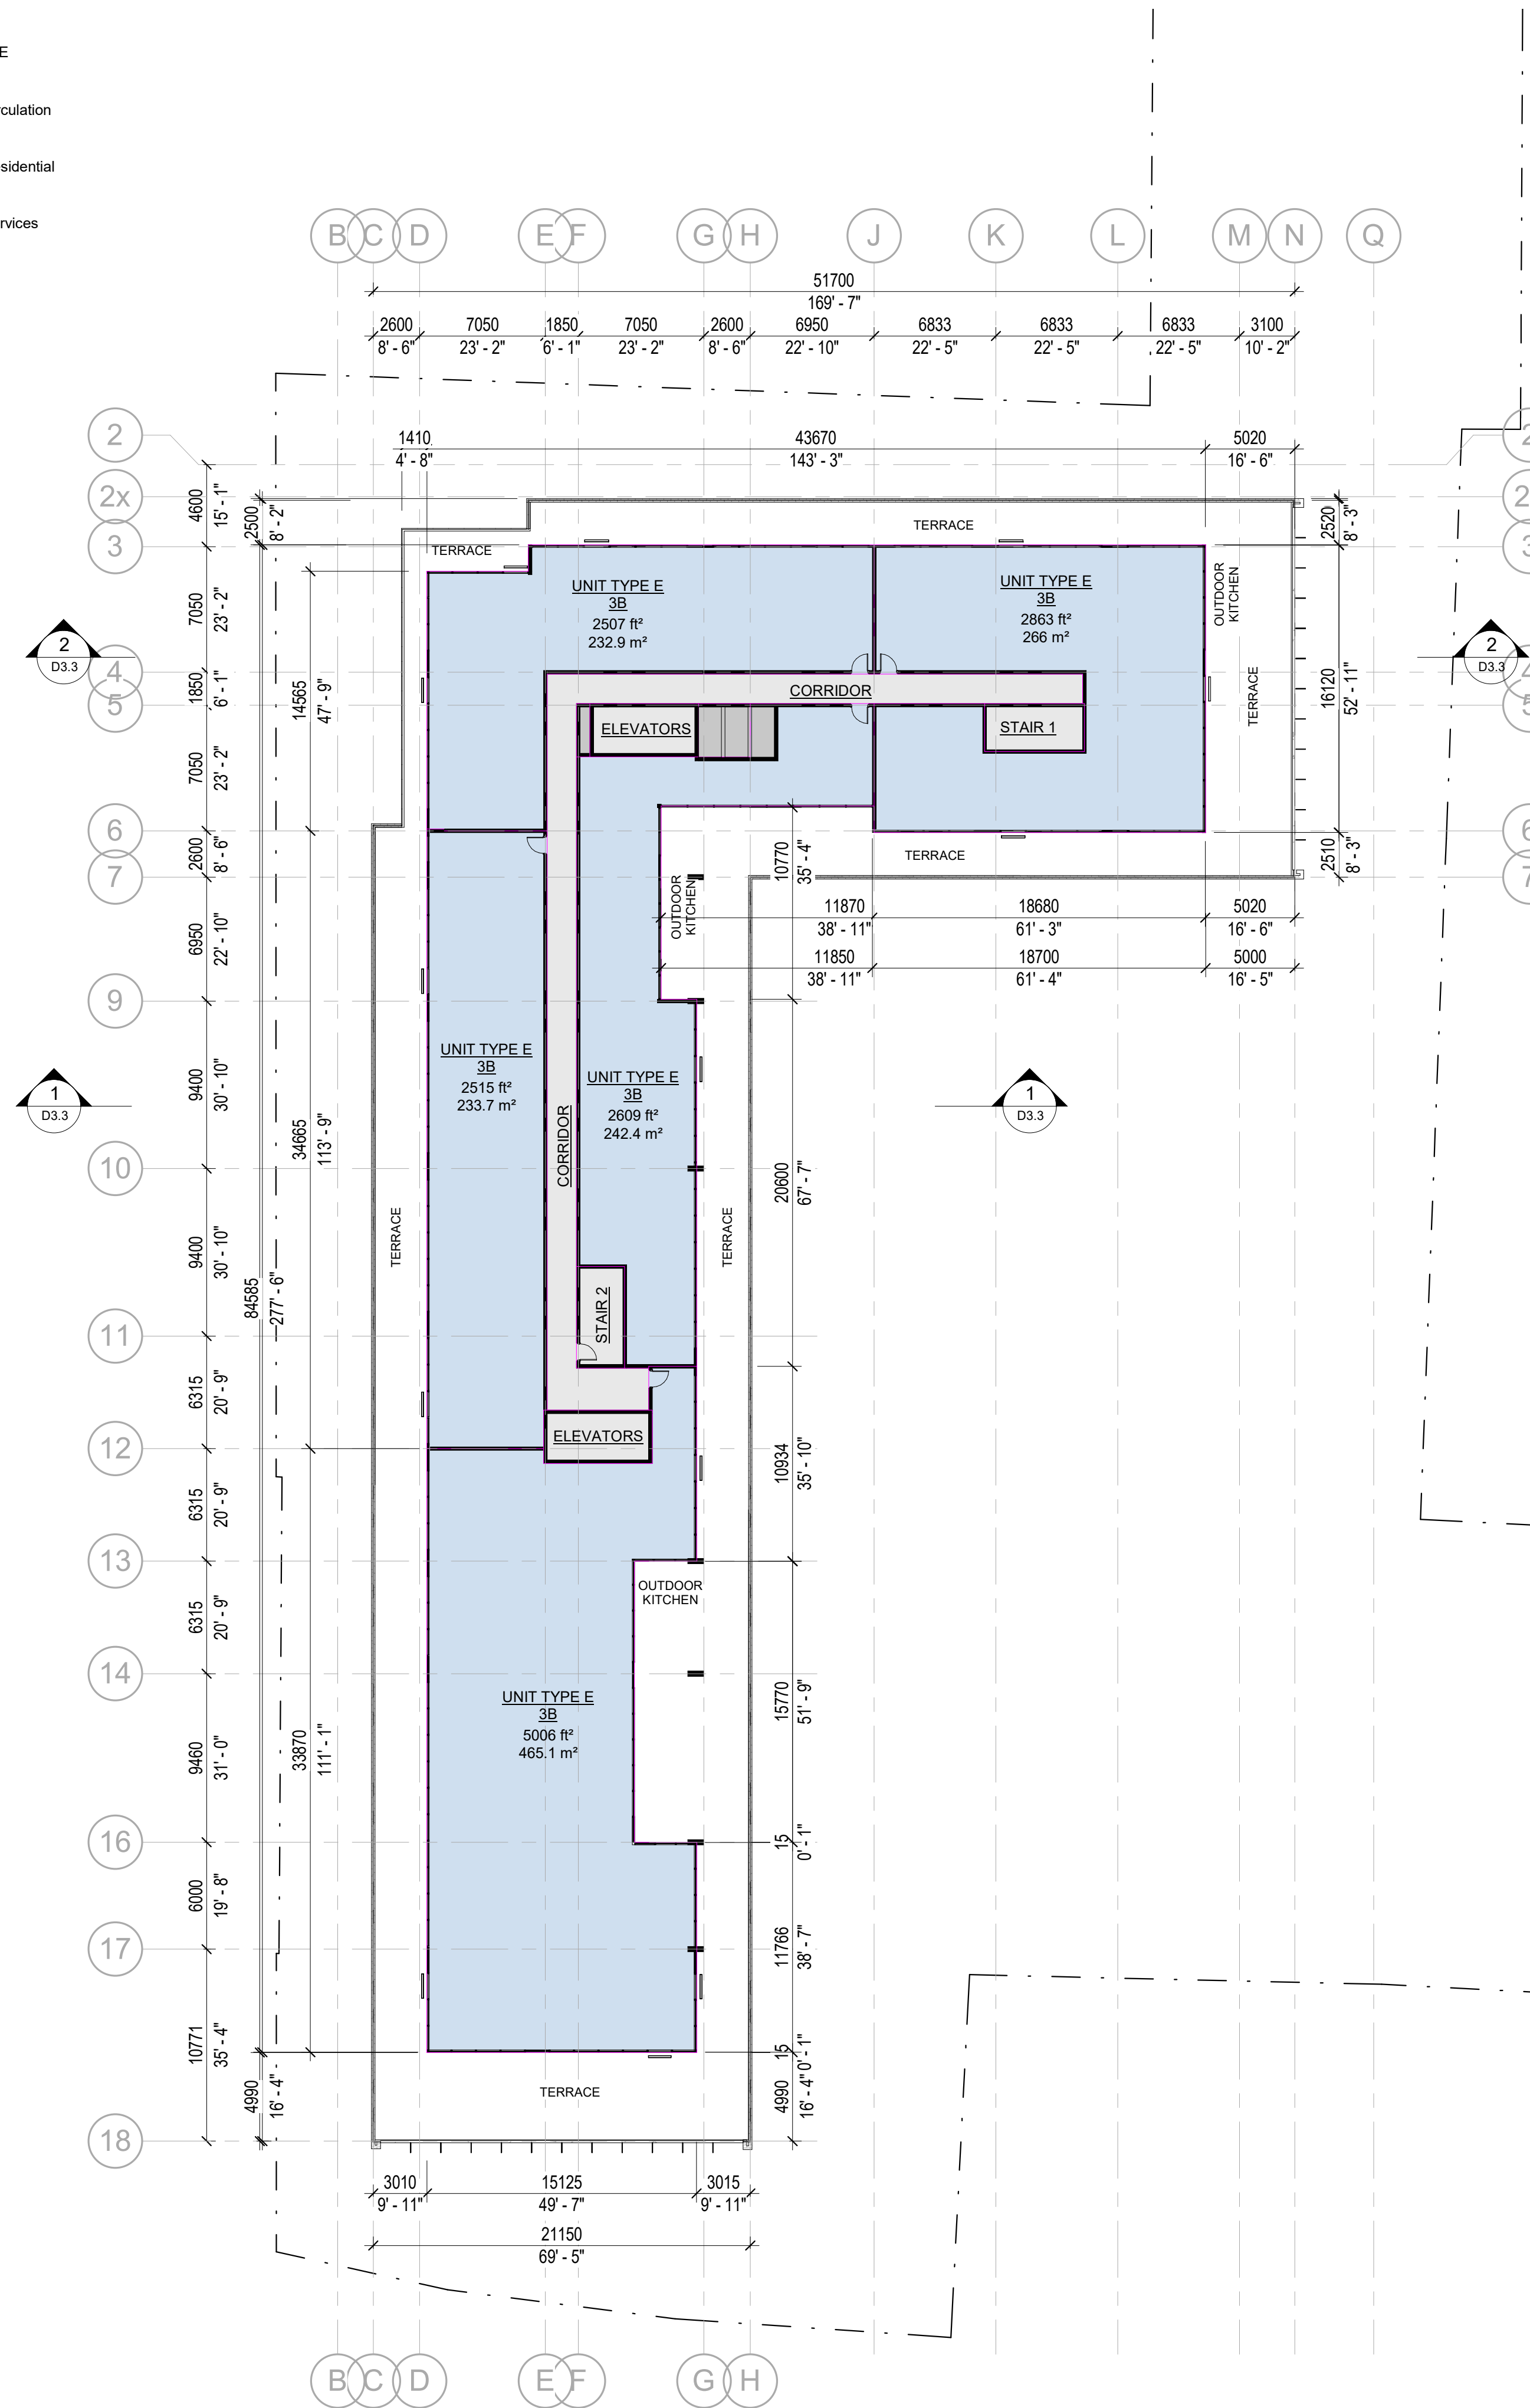 E
culation
sidential
rvices
B C D E F G H J K L M N Q
51700
169' - 7"
2600 7050 1850 7050 2600 6950 6833 6833 6833 3100
8' - 6" 23' - 2" 6' - 1" 23' - 2" 8' - 6" 22' - 10" 22' - 5" 22' - 5" 22' - 5" 10' - 2"
1410 43670 5020
4' - 8" 143' - 3" 16' - 6"
2
2x
3
4
5
6
7
9
10
11
12
13
14
16
17
18
4600
15' - 1"
7050
23' - 2"
1850
6' - 1"
7050
23' - 2"
2600
8' - 6"
6950
22' - 10"
9400
30' - 10"
9400
30' - 10"
6315
20' - 9"
6315
20' - 9"
6315
20' - 9"
9460
31' - 0"
6000
19' - 8"
10771
35' - 4"
2500
8' - 2"
84585
277' - 6"
4990
16' - 4"
14565
47' - 9"
34665
113' - 9"
33870
111' - 1"
TERRACE
TERRACE
UNIT TYPE E
3B
2507 ft²
232.9 m²
UNIT TYPE E
3B
2863 ft²
266 m²
OUTDOOR
KITCHEN
TERRACE
2520
8' - 3"
16120
52' - 11"
2510
8' - 3"
2
2
3
4
5
6
7
2
D3.3
2
D3.3
CORRIDOR
ELEVATORS
STAIR 1
TERRACE
OUTDOOR
KITCHEN
10770
35' - 4"
11870 18680 5020
38' - 11" 61' - 3" 16' - 6"
11850 18700 5000
38' - 11" 61' - 4" 16' - 5"
1
D3.3
1
D3.3
UNIT TYPE E
3B
2515 ft²
233.7 m²
UNIT TYPE E
3B
2609 ft²
242.4 m²
CORRIDOR
TERRACE
TERRACE
20600
67' - 7"
STAIR 2
ELEVATORS
10934
35' - 10"
OUTDOOR
KITCHEN
UNIT TYPE E
3B
5006 ft²
465.1 m²
15770
51' - 9"
15
0' - 1"
11766
38' - 7"
15
0' - 1"
4990
16' - 4"
TERRACE
3010 15125 3015
9' - 11" 49' - 7" 9' - 11"
21150
69' - 5"
B C D E F G H